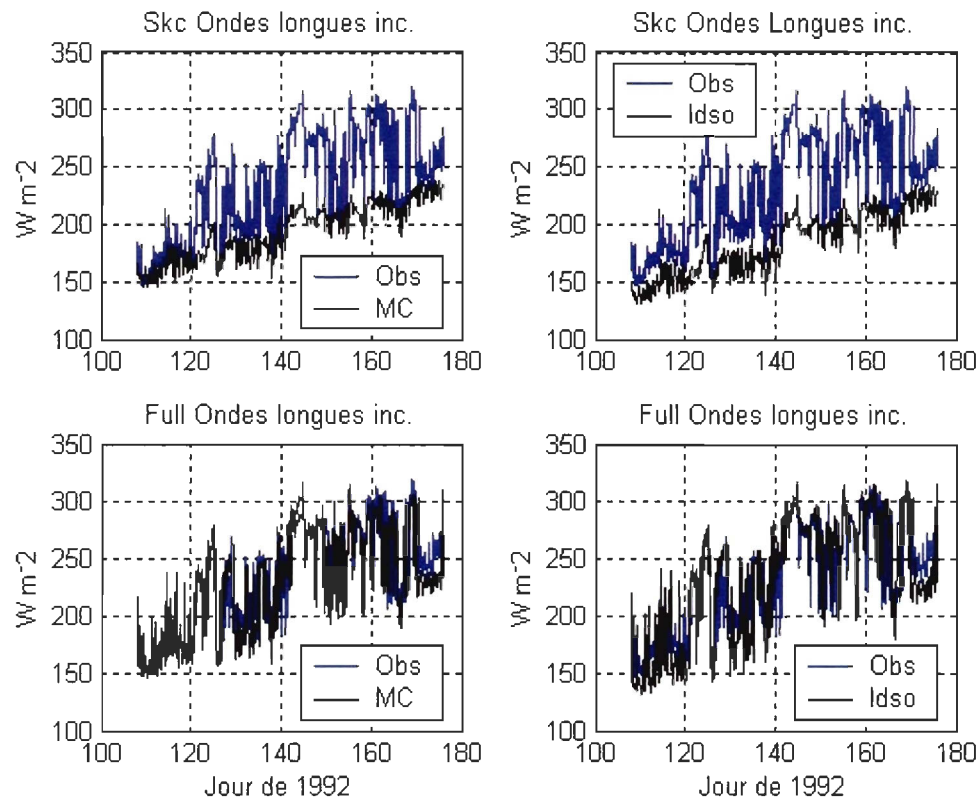 Skc Ondes longues inc.
350
300
250
200
150
100
W m-2
Obs
MC
100 120 140 160 180
Skc Ondes Longues inc.
350
300
250
200
150
100
W m-2
Obs
Idso
100 120 140 160 180
Full Ondes longues inc.
350
300
250
200
150
100
W m-2
Obs
MC
100 120 140 160 180
Jour de 1992
Full Ondes longues inc.
350
300
250
200
150
100
W m-2
Obs
Idso
100 120 140 160 180
Jour de 1992